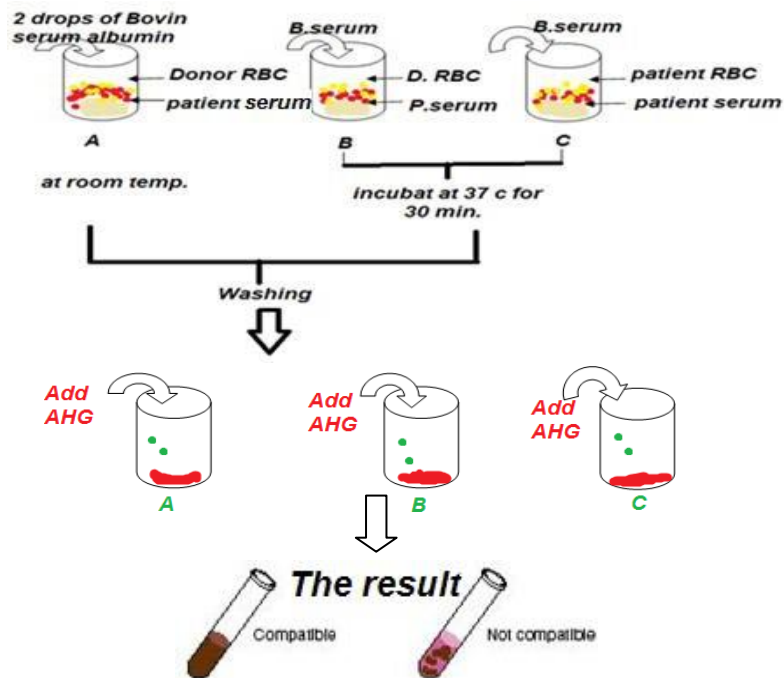 2 drops of Bovin
serum albumin
Donor RBC
patient serum
A
B.serum
D. RBC
P.serum
B
B.serum
patient RBC
patient serum
C
at room temp.
incubat at 37 c for
30 min.
Washing
Add
AHG
A
Add
AHG
B
Add
AHG
C
The result
Compatible
Not compatible